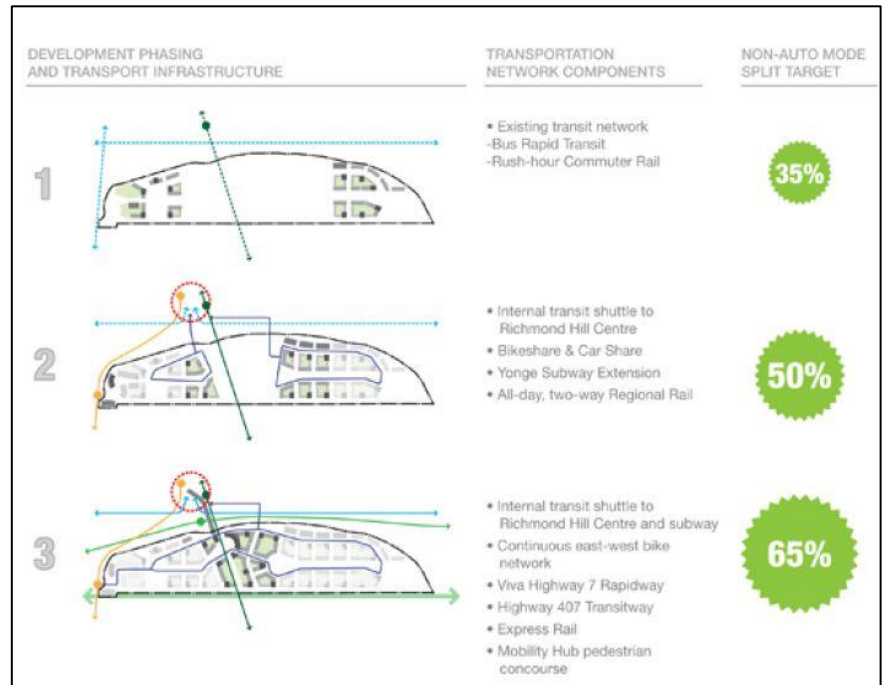 DEVELOPMENT PHASING
AND TRANSPORT INFRASTRUCTURE
TRANSPORTATION
NETWORK COMPONENTS
NON-AUTO MODE
SPLIT TARGET
1
• Existing transit network
-Bus Rapid Transit
-Rush-hour Commuter Rail
35%
2
• Internal transit shuttle to
Richmond Hill Centre
• Bikeshare & Car Share
• Yonge Subway Extension
• All-day, two-way Regional Rail
50%
3
• Internal transit shuttle to
Richmond Hill Centre and subway
• Continuous east-west bike
network
• Viva Highway 7 Rapidway
• Highway 407 Transitway
• Express Rail
• Mobility Hub pedestrian
concourse
65%